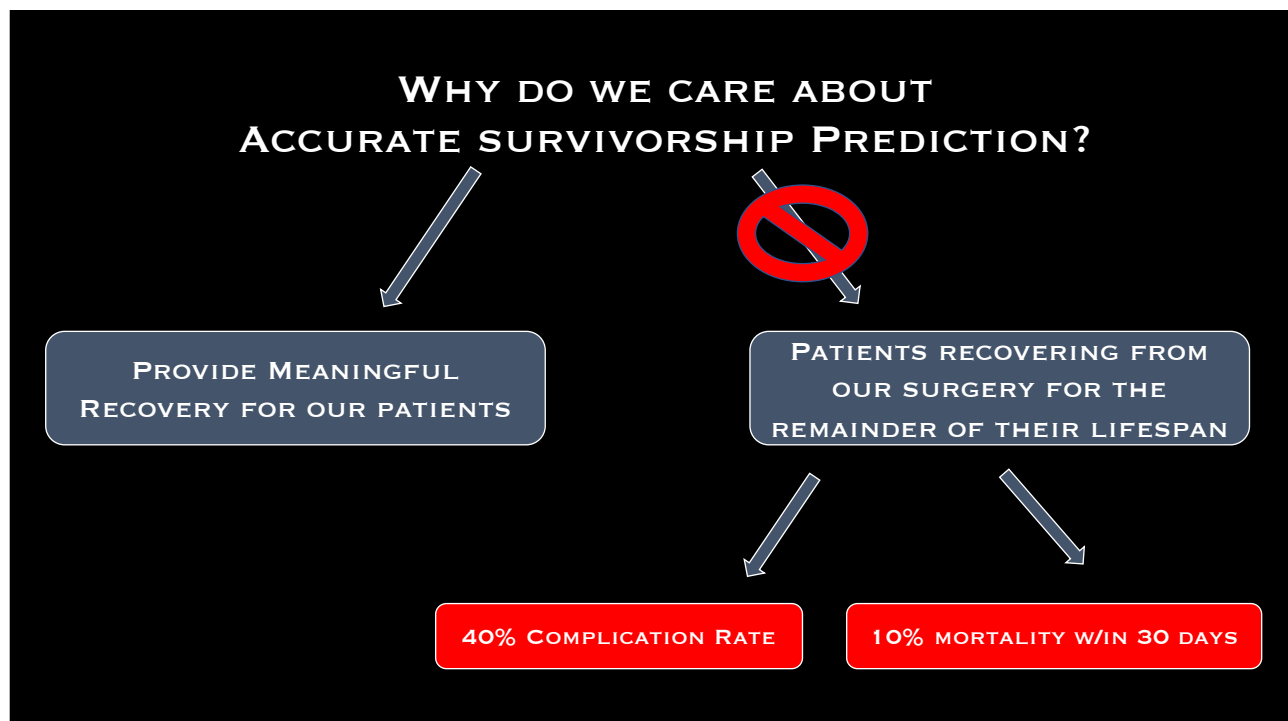 Why do we care about
Accurate survivorship Prediction?
Provide Meaningful
Recovery for our patients
Patients recovering from
our surgery for the
remainder of their lifespan
40% Complication Rate
10% mortality w/in 30 days